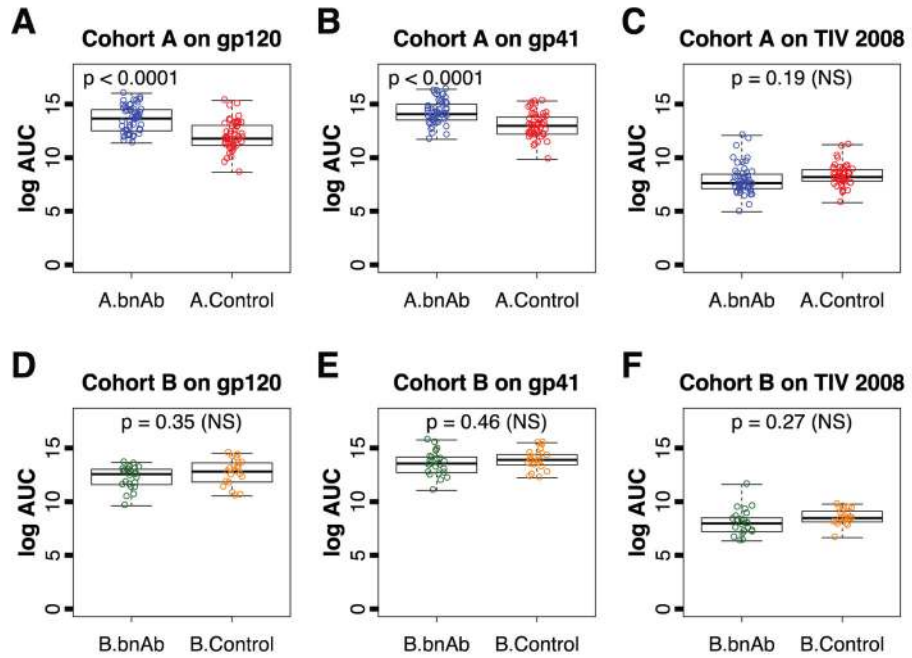 A
Cohort A on gp120
p < 0.0001
log AUC
15
10
5
0
A.bnAb A.Control
B
Cohort A on gp41
p < 0.0001
log AUC
15
10
5
0
A.bnAb A.Control
C
Cohort A on TIV 2008
p = 0.19 (NS)
log AUC
15
10
5
0
A.bnAb A.Control
D
Cohort B on gp120
p = 0.35 (NS)
log AUC
15
10
5
0
B.bnAb B.Control
E
Cohort B on gp41
p = 0.46 (NS)
log AUC
15
10
5
0
B.bnAb B.Control
F
Cohort B on TIV 2008
p = 0.27 (NS)
log AUC
15
10
5
0
B.bnAb B.Control